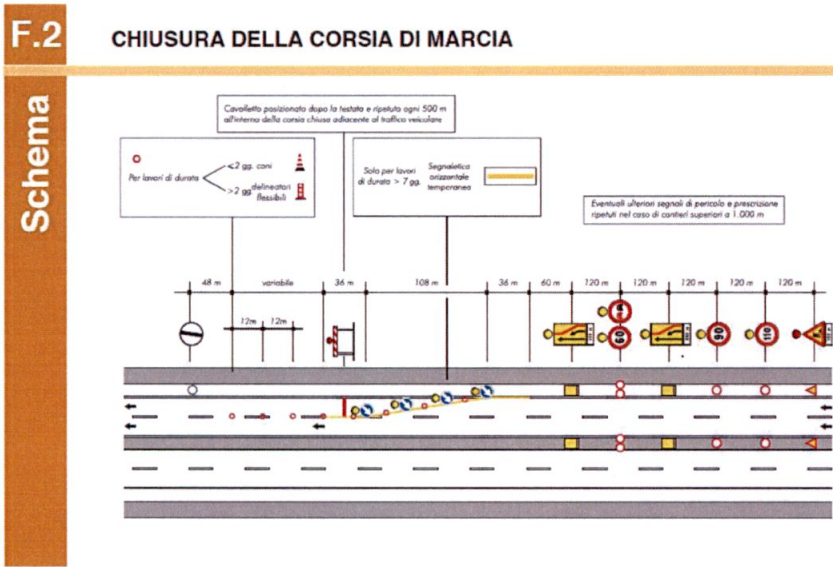 F.2
CHIUSURA DELLA CORSIA DI MARCIA
Schema
Cavalletto posizionato dopo la testata e ripetuto ogni 500 m
all'interno della corsia chiusa adiacente al traffico veicolare
Per lavori di durata
<2 gg. coni
>2 gg. delineatori
flessibili
Solo per lavori
di durata > 7 gg.
Segnaletica
orizzontale
temporanea
Eventuali ulteriori segnali di pericolo e prescrizione
ripetuti nel caso di cantieri superiori a 1.000 m
48 m variabile 36 m 108 m 36 m 60 m 120 m 120 m 120 m 120 m 120 m
12m 12m
60 90 110